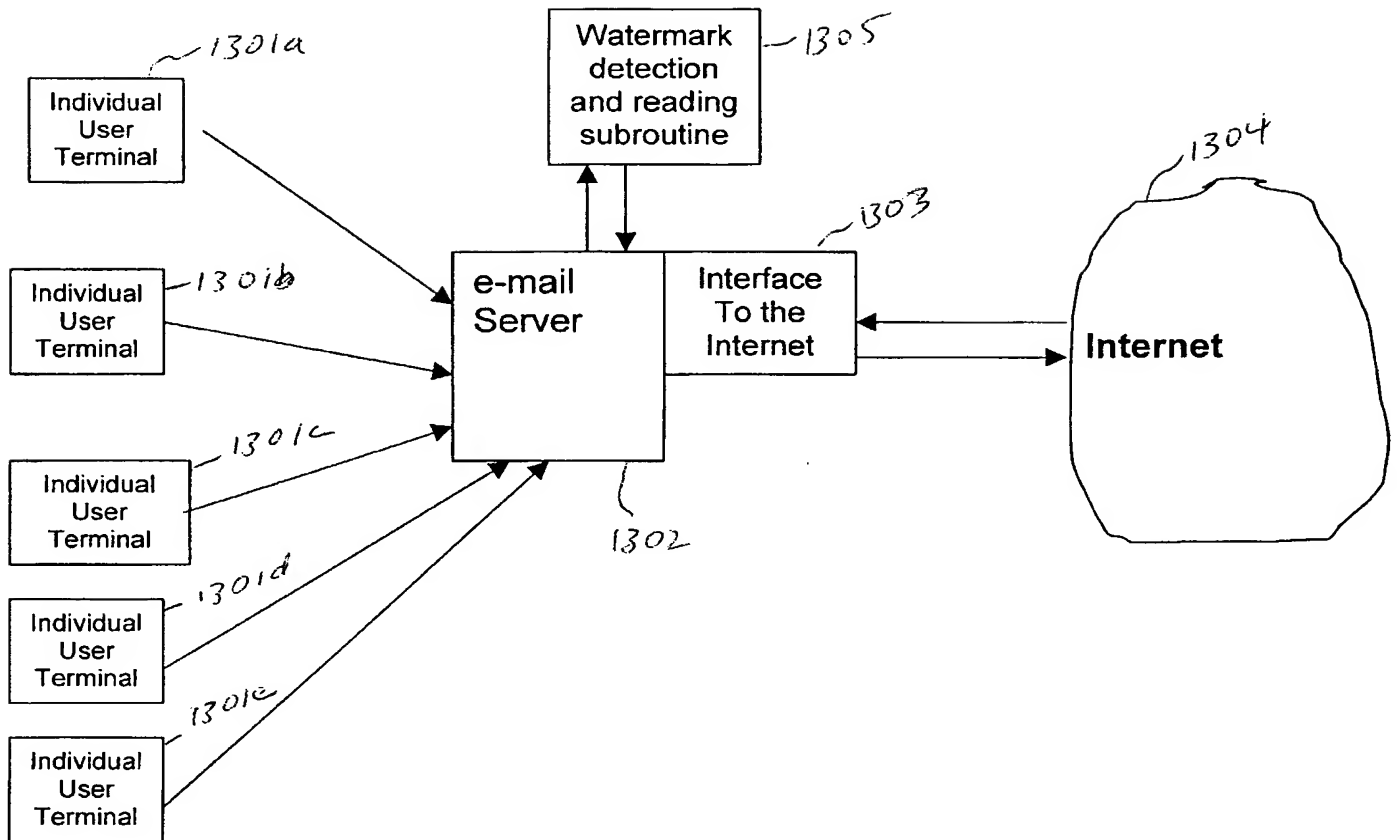 1301a
Individual
User
Terminal
Watermark
detection
and reading
subroutine
1305
1304
1303
1301b
Individual
User
Terminal
e-mail
Server
Interface
To the
Internet
Internet
1301c
Individual
User
Terminal
1302
1301d
Individual
User
Terminal
1301e
Individual
User
Terminal